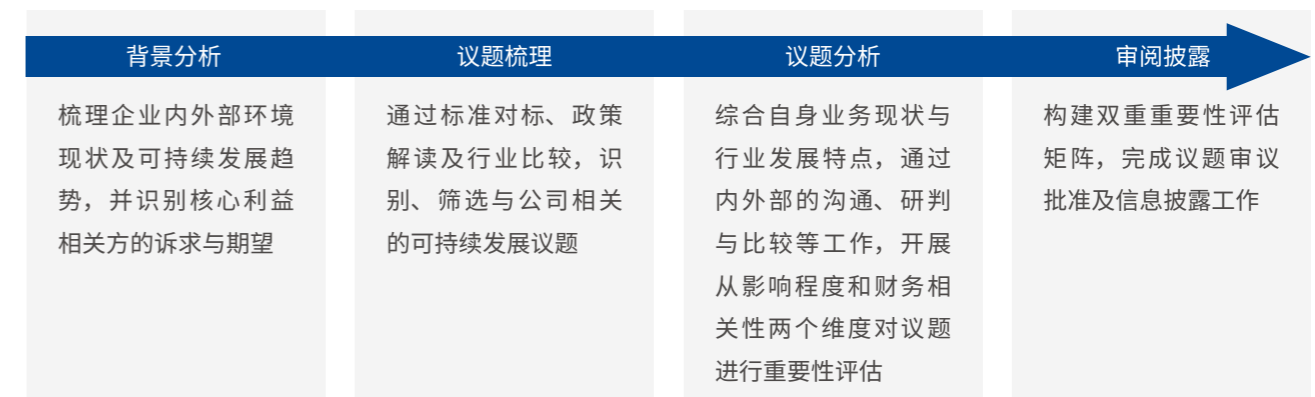 背景分析
梳理企业内外部环境
现状及可持续发展趋
势，并识别核心利益
相关方的诉求与期望
议题梳理
通过标准对标、政策
解读及行业比较，识
别、筛选与公司相关
的可持续发展议题
议题分析
综合自身业务现状与
行业发展特点，通过
内外部的沟通、研判
与比较等工作，开展
从影响程度和财务相
关性两个维度对议题
进行重要性评估
审阅披露
构建双重重要性评估
矩阵，完成议题审议
批准及信息披露工作